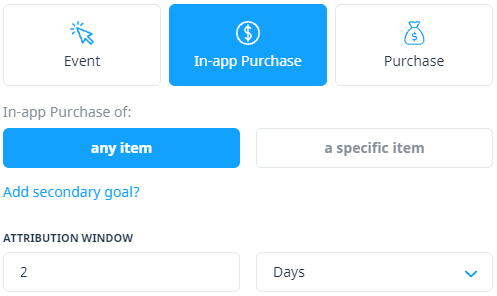 Event
In-app Purchase
Purchase
In-app Purchase of:
any item
a specific item
Add secondary goal?
ATTRIBUTION WINDOW
2
Days